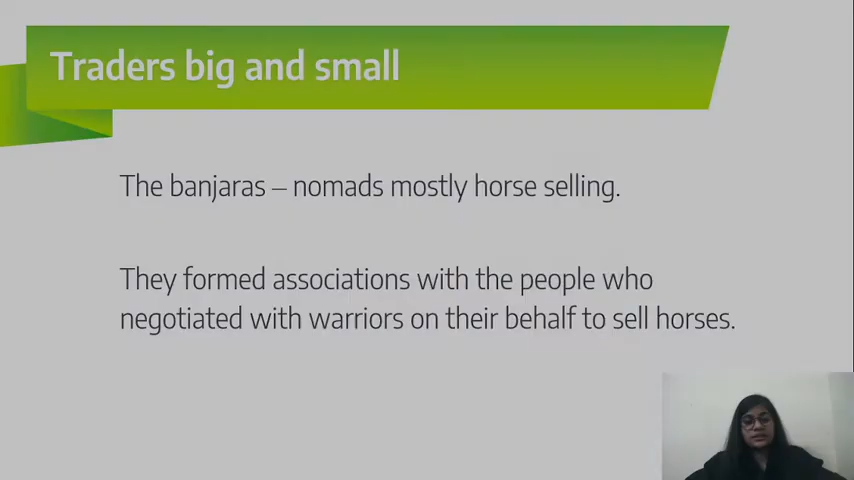 Traders big and small
The banjaras – nomads mostly horse selling.
They formed associations with the people who
negotiated with warriors on their behalf to sell horses.